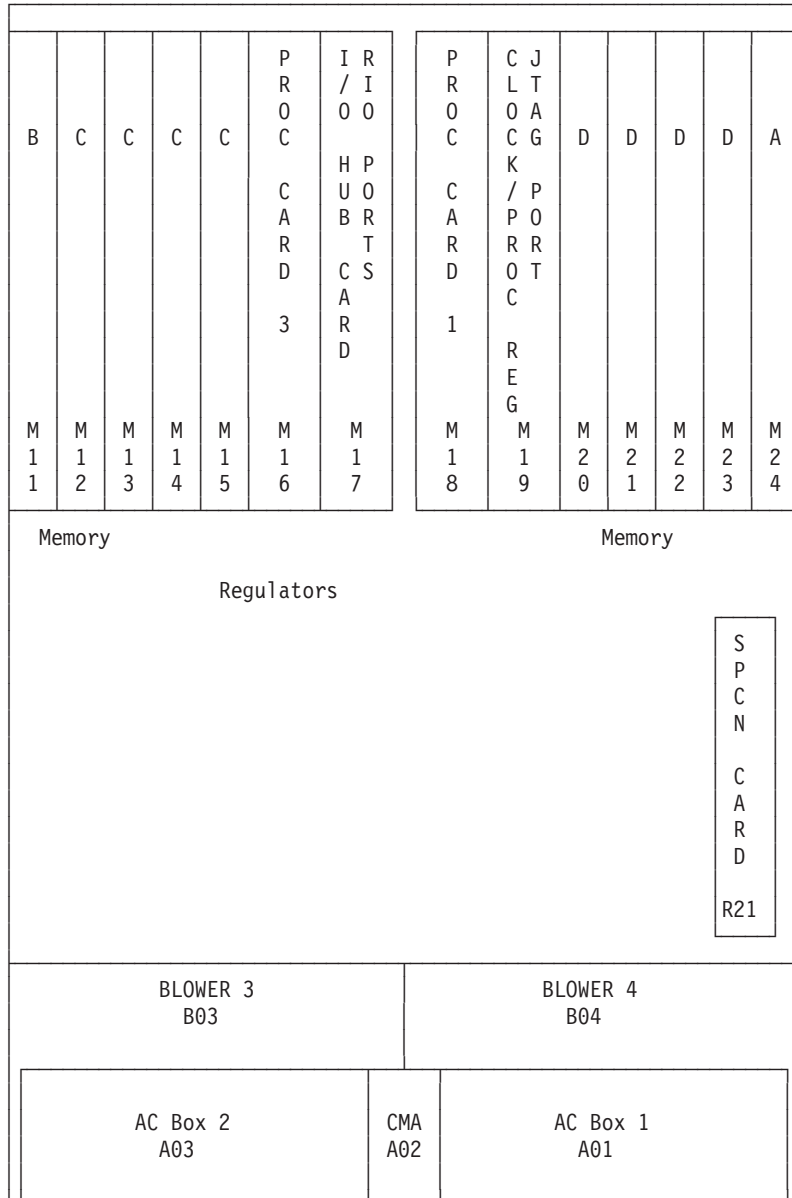 B
M11
C
M12
C
M13
C
M14
C
M15
PROC CARD 3
M16
I/O HUB CARD
RIO PORTS
M17
PROC CARD 1
M18
CLOCK/PROC REG
JTAG PORT
M19
D
M20
D
M21
D
M22
D
M23
A
M24
Memory
Memory
Regulators
SPCN CARD
R21
BLOWER 3
B03
BLOWER 4
B04
AC Box 2
A03
CMA
A02
AC Box 1
A01